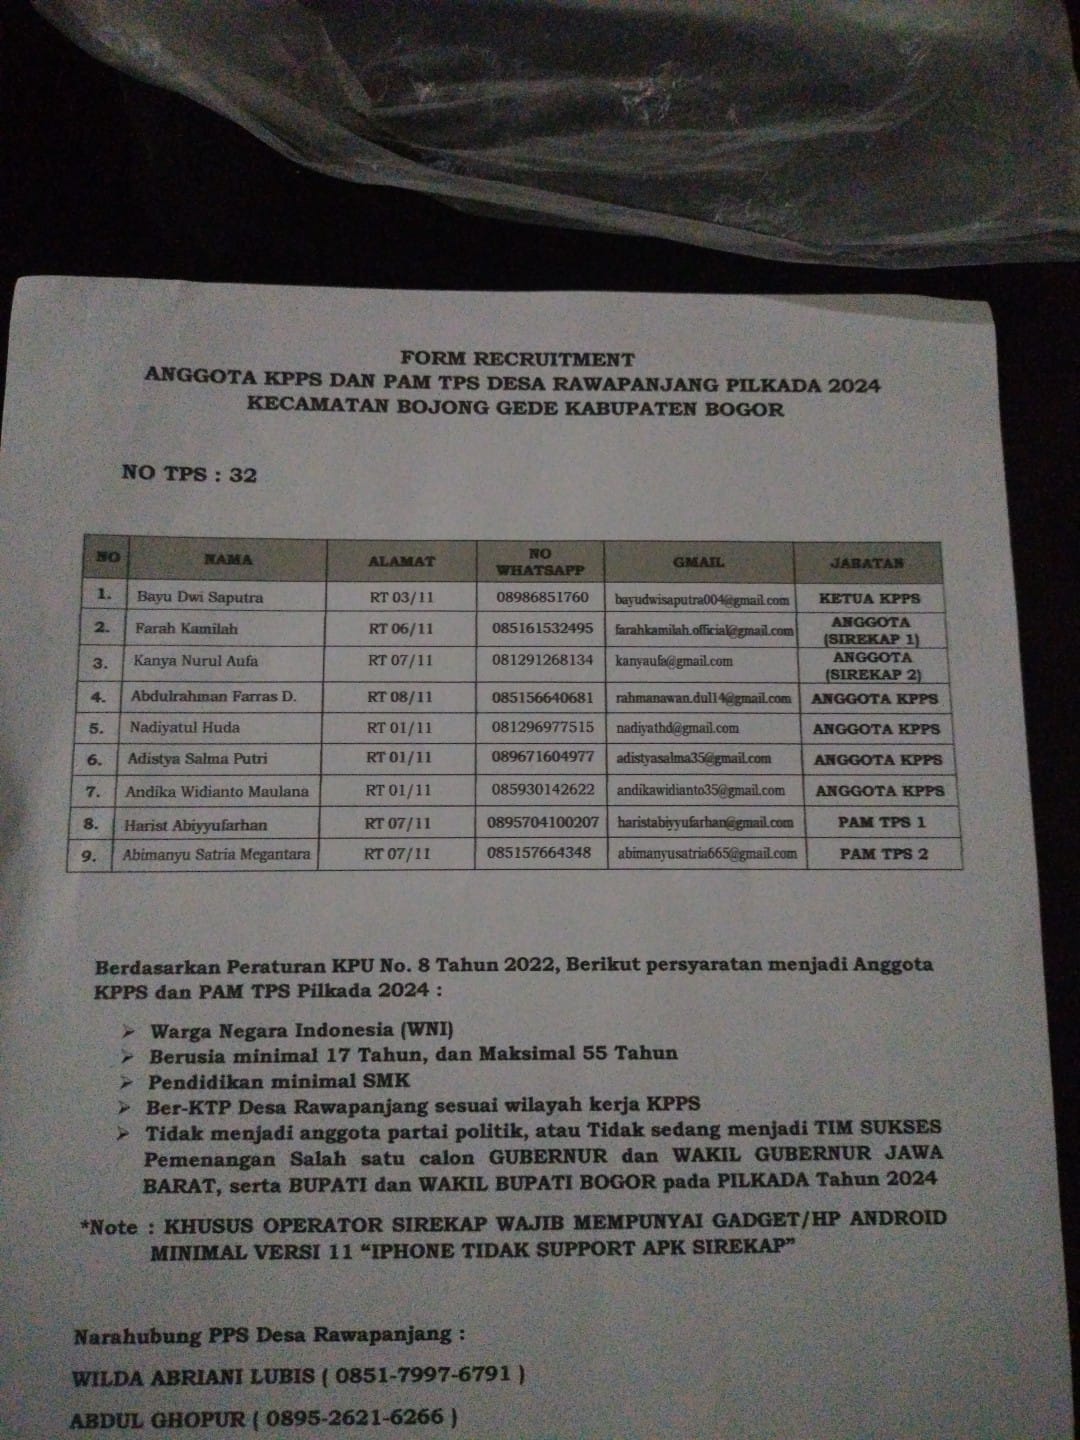 FORM RECRUITMENT
ANGGOTA KPPS DAN PAM TPS DESA RAWAPANJANG PILKADA 2024
KECAMATAN BOJONG GEDE KABUPATEN BOGOR
NO TPS : 32
NO NAMA ALAMAT NO WHATSAPP GMAIL JABATAN
1. Bayu Dwi Saputra RT 03/11 08986851760 bayudwisaputra004@gmail.com KETUA KPPS
2. Farah Kamilah RT 06/11 085161532495 farahkamilah.official@gmail.com ANGGOTA (SIREKAP 1)
3. Kanya Nurul Aufa RT 07/11 081291268134 kanyaufa@gmail.com ANGGOTA (SIREKAP 2)
4. Abdulrahman Farras D. RT 08/11 085156640681 rahmanawan.dul14@gmail.com ANGGOTA KPPS
5. Nadiyatul Huda RT 01/11 081296977515 nadiyathd@gmail.com ANGGOTA KPPS
6. Adistya Salma Putri RT 01/11 089671604977 adistyasalma35@gmail.com ANGGOTA KPPS
7. Andika Widianto Maulana RT 01/11 085930142622 andikawidianto35@gmail.com ANGGOTA KPPS
8. Harist Abiyyufarhan RT 07/11 0895704100207 haristabiyyufarhan@gmail.com PAM TPS 1
9. Abimanyu Satria Megantara RT 07/11 085157664348 abimanyusatria665@gmail.com PAM TPS 2
Berdasarkan Peraturan KPU No. 8 Tahun 2022, Berikut persyaratan menjadi Anggota
KPPS dan PAM TPS Pilkada 2024 :
➤ Warga Negara Indonesia (WNI)
➤ Berusia minimal 17 Tahun, dan Maksimal 55 Tahun
➤ Pendidikan minimal SMK
➤ Ber-KTP Desa Rawapanjang sesuai wilayah kerja KPPS
➤ Tidak menjadi anggota partai politik, atau Tidak sedang menjadi TIM SUKSES
Pemenangan Salah satu calon GUBERNUR dan WAKIL GUBERNUR JAWA
BARAT, serta BUPATI dan WAKIL BUPATI BOGOR pada PILKADA Tahun 2024
*Note : KHUSUS OPERATOR SIREKAP WAJIB MEMPUNYAI GADGET/HP ANDROID
MINIMAL VERSI 11 “IPHONE TIDAK SUPPORT APK SIREKAP”
Narahubung PPS Desa Rawapanjang :
WILDA ABRIANI LUBIS ( 0851-7997-6791 )
ABDUL GHOPUR ( 0895-2621-6266 )